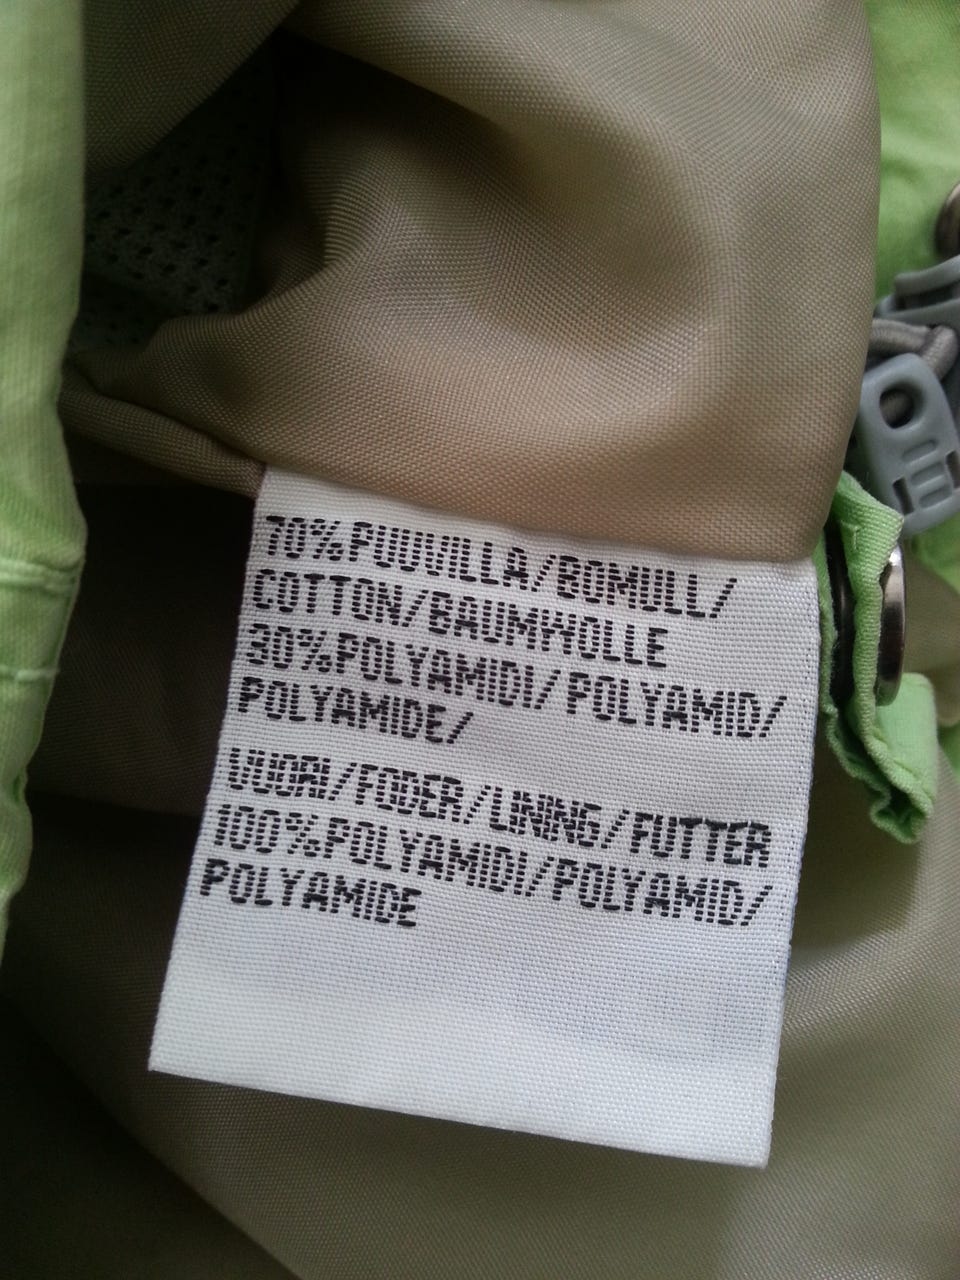 70% PUUVILLA/BOMULL/
COTTON/BAUMWOLLE
30% POLYAMIDI/POLYAMID/
POLYAMIDE/
VUORI/FODER/LINING/FUTTER
100% POLYAMIDI/POLYAMID/
POLYAMIDE